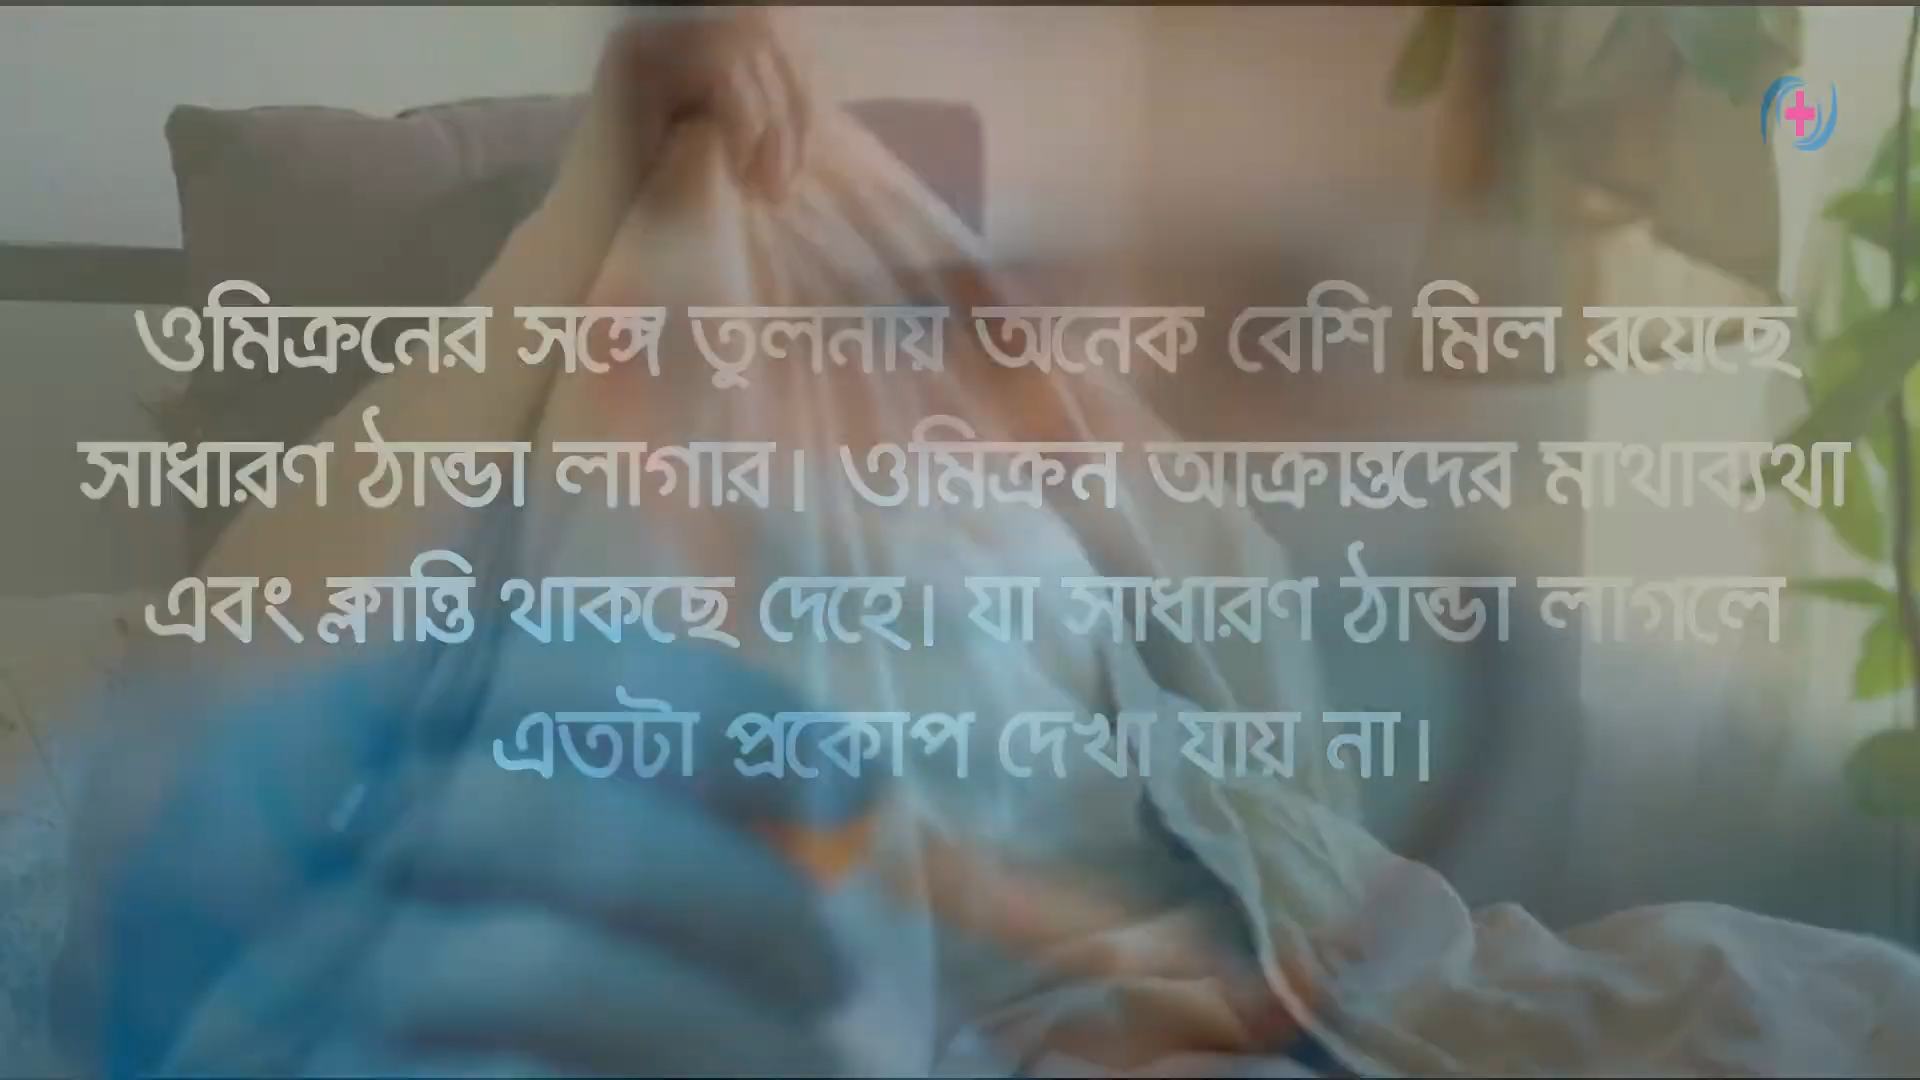 ওমিক্রনের সঙ্গে তুলনায় অনেক বেশি মিল রয়েছে
সাধারণ ঠান্ডা লাগার। ওমিক্রন আক্রান্তদের মাথাব্যথা
এবং ক্লান্তি থাকছে দেহে। যা সাধারণ ঠান্ডা লাগলে
এতটা প্রকোপ দেখা যায় না।